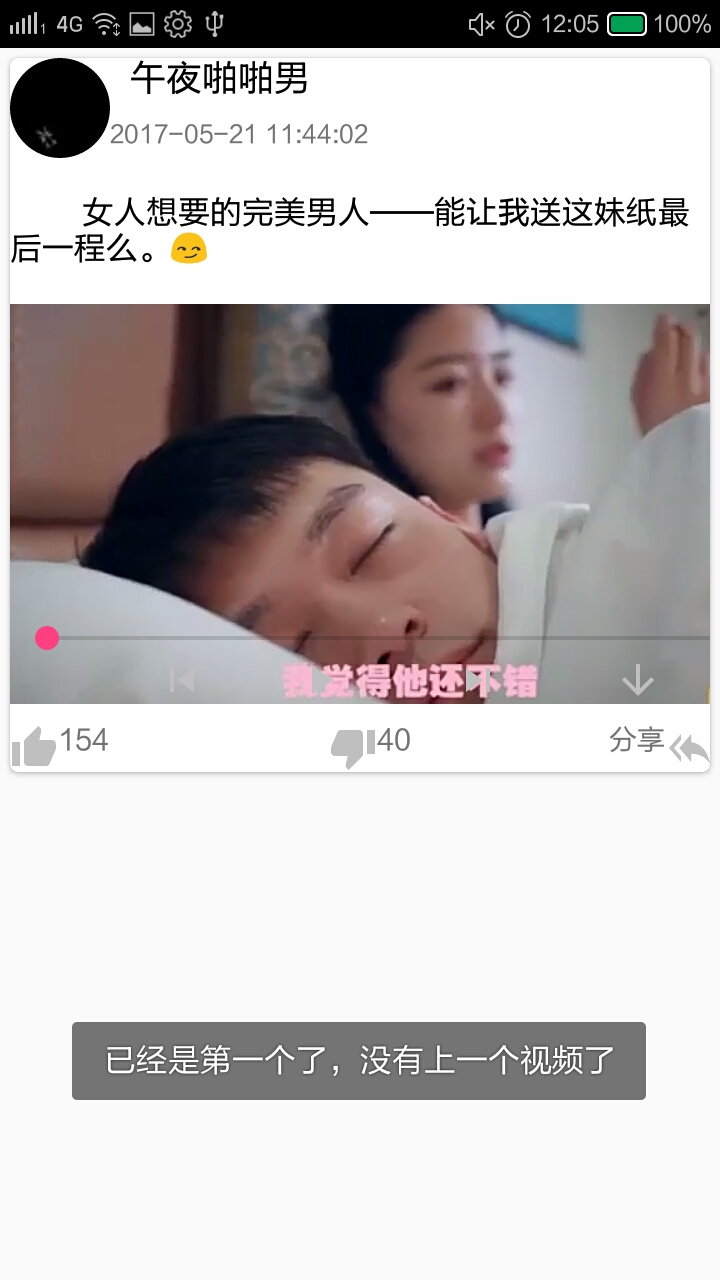 4G 12:05 100%
午夜啪啪男
2017-05-21 11:44:02
女人想要的完美男人——能让我送这妹纸最
后一程么。😏
我觉得他还不错
154 40 分享
已经是第一个了，没有上一个视频了